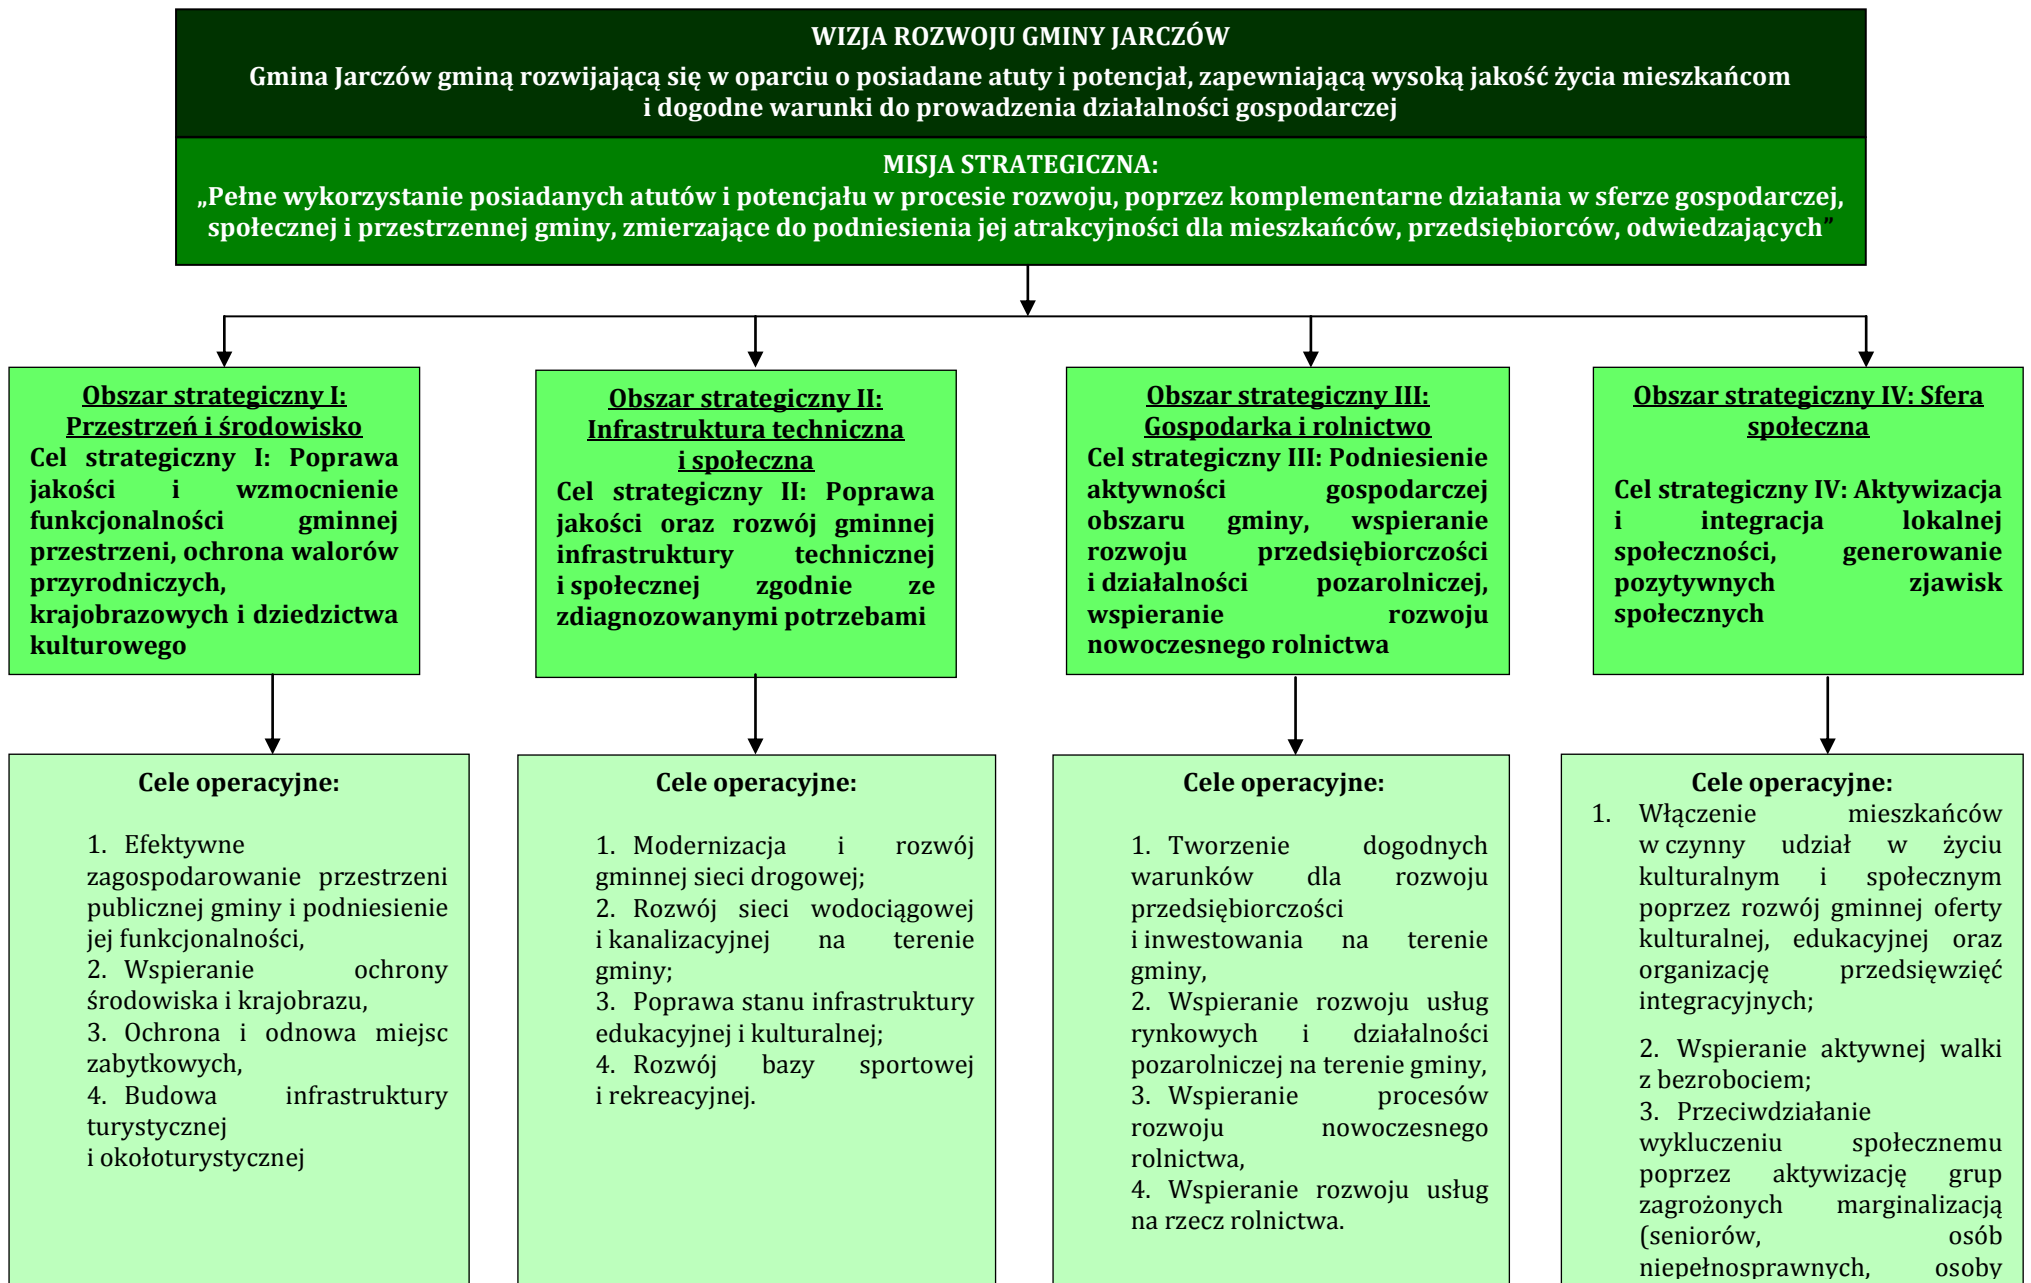 WIZJA ROZWOJU GMINY JARCZÓW
Gmina Jarczów gminą rozwijającą się w oparciu o posiadane atuty i potencjał, zapewniającą wysoką jakość życia mieszkańcom
i dogodne warunki do prowadzenia działalności gospodarczej
MISJA STRATEGICZNA:
„Pełne wykorzystanie posiadanych atutów i potencjału w procesie rozwoju, poprzez komplementarne działania w sferze gospodarczej,
społecznej i przestrzennej gminy, zmierzające do podniesienia jej atrakcyjności dla mieszkańców, przedsiębiorców, odwiedzających”
Obszar strategiczny I:
Przestrzeń i środowisko
Cel strategiczny I: Poprawa
jakości i wzmocnienie
funkcjonalności gminnej
przestrzeni, ochrona walorów
przyrodniczych,
krajobrazowych i dziedzictwa
kulturowego
Obszar strategiczny II:
Infrastruktura techniczna
i społeczna
Cel strategiczny II: Poprawa
jakości oraz rozwój gminnej
infrastruktury technicznej
i społecznej zgodnie ze
zdiagnozowanymi potrzebami
Obszar strategiczny III:
Gospodarka i rolnictwo
Cel strategiczny III: Podniesienie
aktywności gospodarczej
obszaru gminy, wspieranie
rozwoju przedsiębiorczości
i działalności pozarolniczej,
wspieranie rozwoju
nowoczesnego rolnictwa
Obszar strategiczny IV: Sfera
społeczna
Cel strategiczny IV: Aktywizacja
i integracja lokalnej
społeczności, generowanie
pozytywnych zjawisk
społecznych
Cele operacyjne:
1. Efektywne
zagospodarowanie przestrzeni
publicznej gminy i podniesienie
jej funkcjonalności,
2. Wspieranie ochrony
środowiska i krajobrazu,
3. Ochrona i odnowa miejsc
zabytkowych,
4. Budowa infrastruktury
turystycznej
i okołoturystycznej
Cele operacyjne:
1. Modernizacja i rozwój
gminnej sieci drogowej;
2. Rozwój sieci wodociągowej
i kanalizacyjnej na terenie
gminy;
3. Poprawa stanu infrastruktury
edukacyjnej i kulturalnej;
4. Rozwój bazy sportowej
i rekreacyjnej.
Cele operacyjne:
1. Tworzenie dogodnych
warunków dla rozwoju
przedsiębiorczości
i inwestowania na terenie
gminy,
2. Wspieranie rozwoju usług
rynkowych i działalności
pozarolniczej na terenie gminy,
3. Wspieranie procesów
rozwoju nowoczesnego
rolnictwa,
4. Wspieranie rozwoju usług
na rzecz rolnictwa.
Cele operacyjne:
1. Włączenie mieszkańców
w czynny udział w życiu
kulturalnym i społecznym
poprzez rozwój gminnej oferty
kulturalnej, edukacyjnej oraz
organizację przedsięwzięć
integracyjnych;
2. Wspieranie aktywnej walki
z bezrobociem;
3. Przeciwdziałanie
wykluczeniu społecznemu
poprzez aktywizację grup
zagrożonych marginalizacją
(seniorów, osób
niepełnosprawnych, osoby